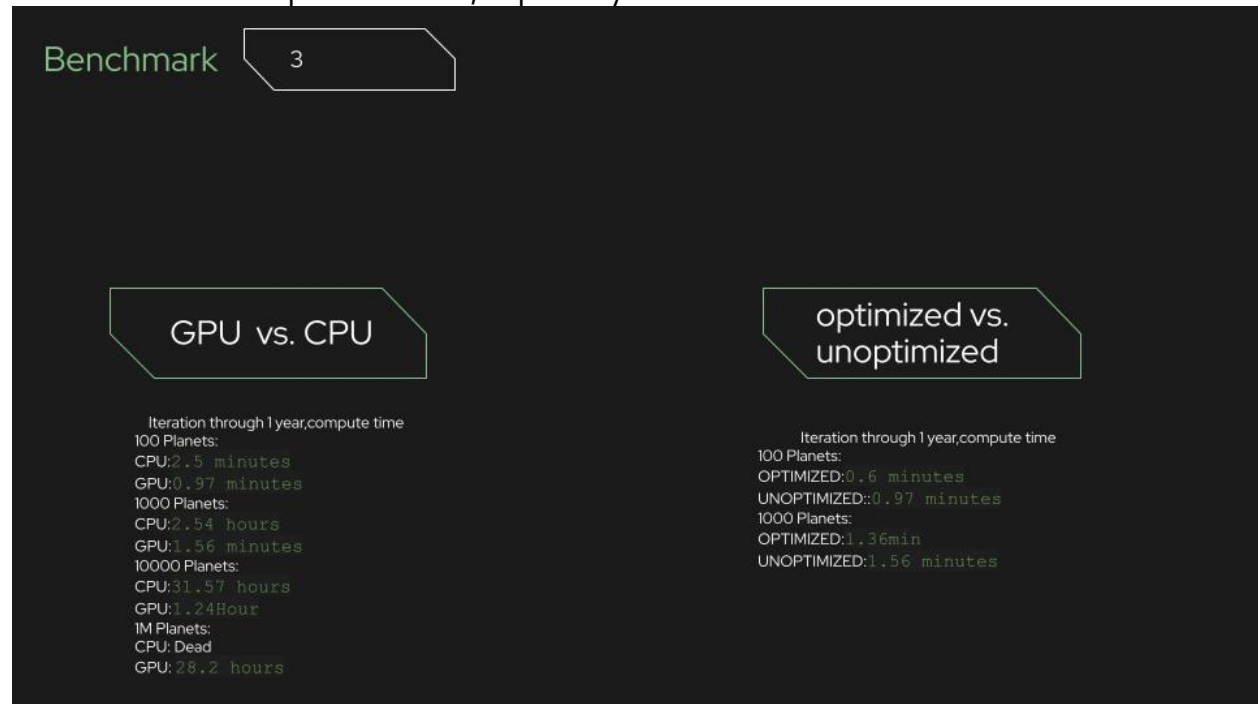 Benchmark
3
GPU vs. CPU
Iteration through 1 year,compute time
100 Planets:
CPU:2.5 minutes
GPU:0.97 minutes
1000 Planets:
CPU:2.54 hours
GPU:1.56 minutes
10000 Planets:
CPU:31.57 hours
GPU:1.24Hour
1M Planets:
CPU: Dead
GPU: 28.2 hours
optimized vs.
unoptimized
Iteration through 1 year,compute time
100 Planets:
OPTIMIZED:0.6 minutes
UNOPTIMIZED::0.97 minutes
1000 Planets:
OPTIMIZED:1.36min
UNOPTIMIZED:1.56 minutes